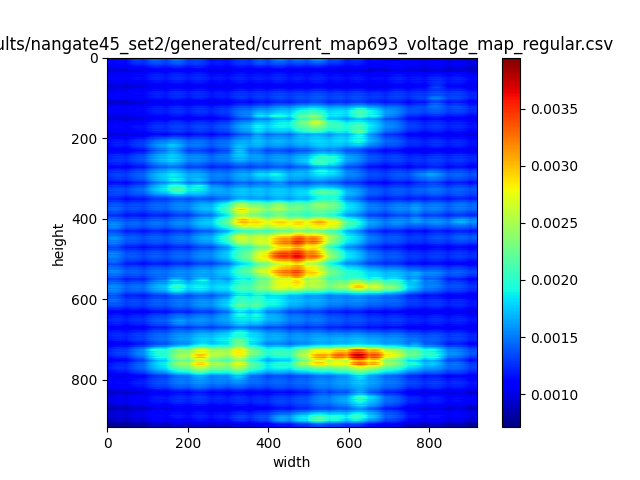 ults/nangate45_set2/generated/current_map693_voltage_map_regular.csv
0
200
400
600
800
height
0 200 400 600 800
width
0.0035
0.0030
0.0025
0.0020
0.0015
0.0010